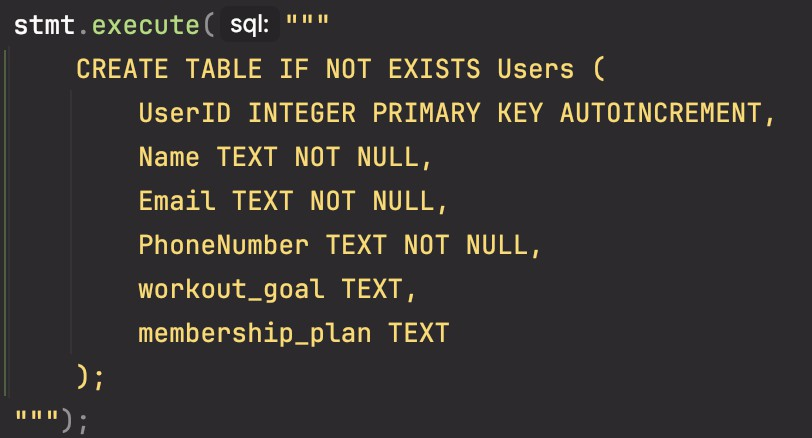 stmt.execute( sql: """
    CREATE TABLE IF NOT EXISTS Users (
        UserID INTEGER PRIMARY KEY AUTOINCREMENT,
        Name TEXT NOT NULL,
        Email TEXT NOT NULL,
        PhoneNumber TEXT NOT NULL,
        workout_goal TEXT,
        membership_plan TEXT
    );
""");